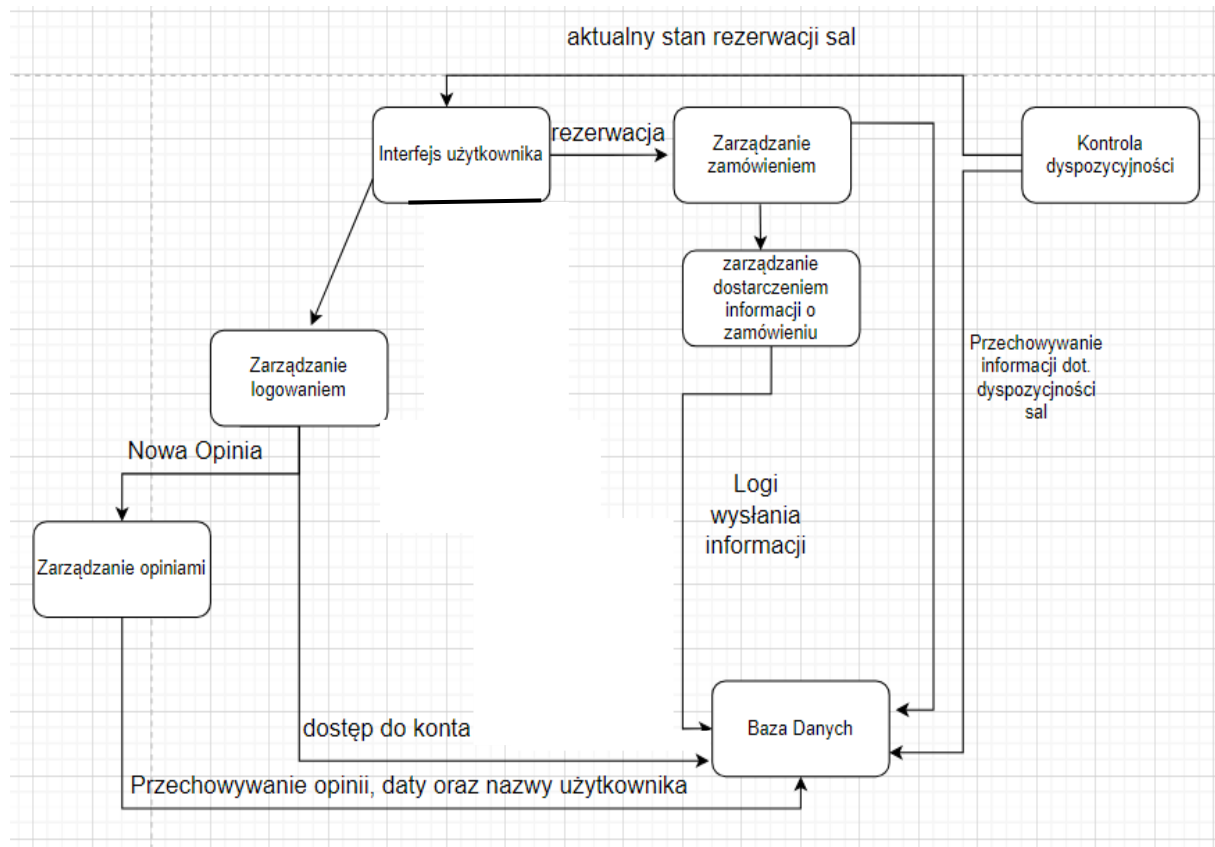 aktualny stan rezerwacji sal
Interfejs użytkownika
rezerwacja
Zarządzanie
zamówieniem
Kontrola
dyspozycyjności
zarządzanie
dostarczeniem
informacji o
zamówieniu
Przechowywanie
informacji dot.
dyspozycjności
sal
Zarządzanie
logowaniem
Nowa Opinia
Logi
wysłania
informacji
Zarządzanie opiniami
dostęp do konta
Baza Danych
Przechowywanie opinii, daty oraz nazwy użytkownika